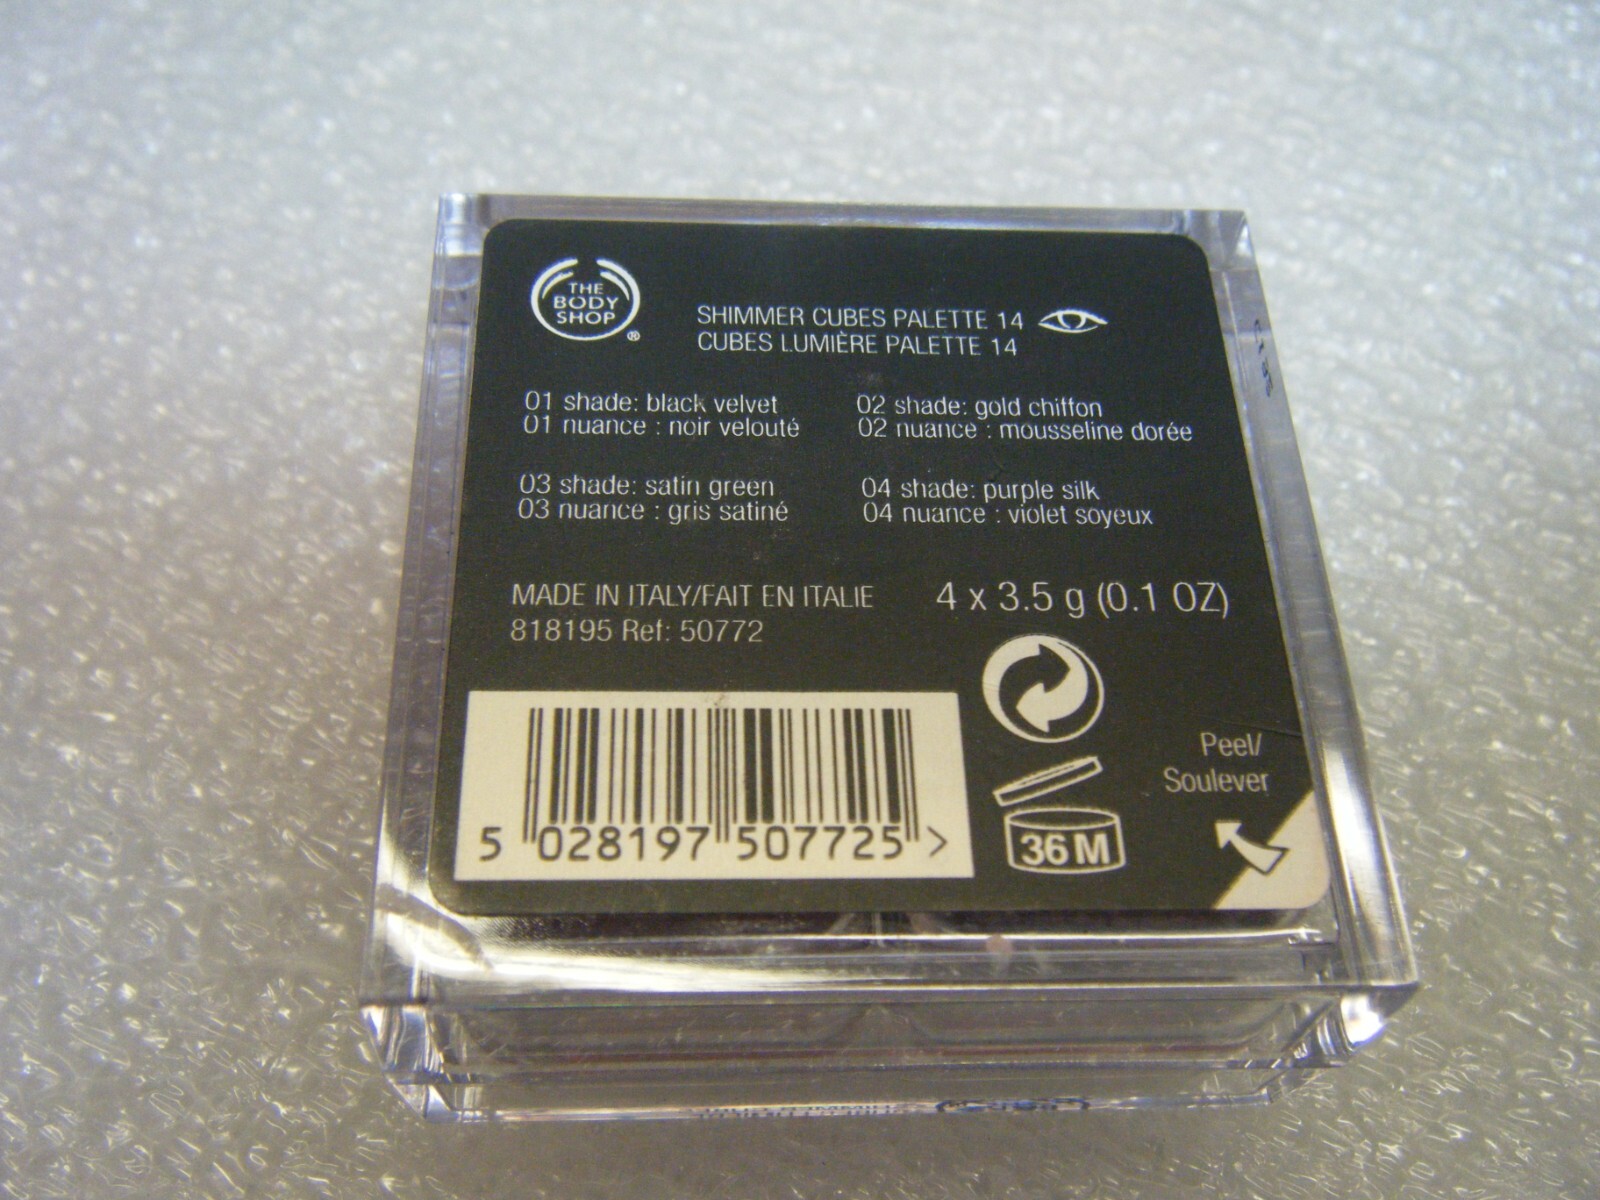 THE
BODY
SHOP
®
SHIMMER CUBES PALETTE 14
CUBES LUMIÈRE PALETTE 14
01 shade: black velvet
01 nuance : noir velouté
02 shade: gold chiffon
02 nuance : mousseline dorée
03 shade: satin green
03 nuance : gris satiné
04 shade: purple silk
04 nuance : violet soyeux
MADE IN ITALY/FAIT EN ITALIE
818195 Ref: 50772
4 x 3.5 g (0.1 OZ)
Peel/
Soulever
36 M
5 028197 507725 >